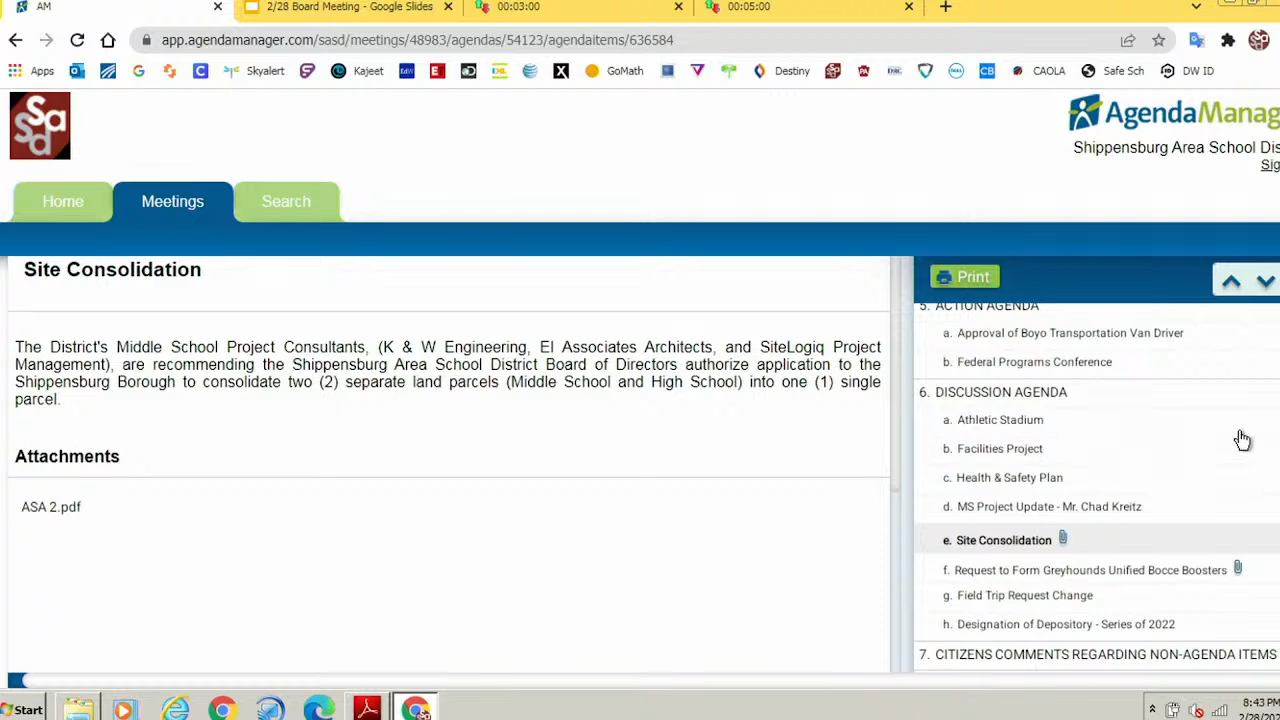 AM
2/28 Board Meeting - Google Slides
00:03:00
00:05:00
app.agendamanager.com/sasd/meetings/48983/agendas/54123/agendaitems/636584
Apps
Skyalert
Kajeet
GoMath
Destiny
CAOLA
Safe Sch
DW ID
Sa
sd
AgendaManag
Shippensburg Area School Dis
Sig
Home
Meetings
Search
Site Consolidation
The District's Middle School Project Consultants, (K & W Engineering, EI Associates Architects, and SiteLogiq Project
Management), are recommending the Shippensburg Area School District Board of Directors authorize application to the
Shippensburg Borough to consolidate two (2) separate land parcels (Middle School and High School) into one (1) single
parcel.
Attachments
ASA 2.pdf
Print
5. ACTION AGENDA
a. Approval of Boyo Transportation Van Driver
b. Federal Programs Conference
6. DISCUSSION AGENDA
a. Athletic Stadium
b. Facilities Project
c. Health & Safety Plan
d. MS Project Update - Mr. Chad Kreitz
e. Site Consolidation
f. Request to Form Greyhounds Unified Bocce Boosters
g. Field Trip Request Change
h. Designation of Depository - Series of 2022
7. CITIZENS COMMENTS REGARDING NON-AGENDA ITEMS
Start
8:43 PM
2/28/20